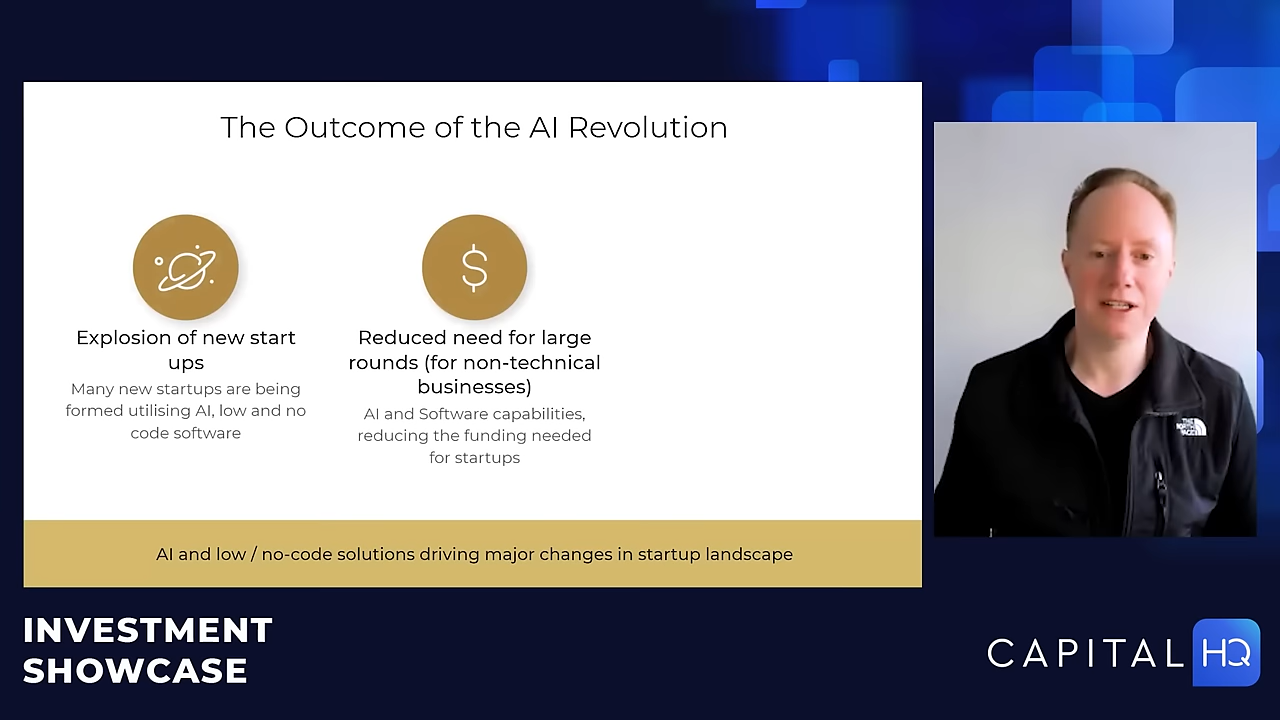 The Outcome of the AI Revolution
$
Explosion of new start
ups
Many new startups are being
formed utilising AI, low and no
code software
Reduced need for large
rounds (for non-technical
businesses)
AI and Software capabilities,
reducing the funding needed
for startups
AI and low / no-code solutions driving major changes in startup landscape
THE
NORTH
FACE
INVESTMENT
SHOWCASE
CAPITAL HQ